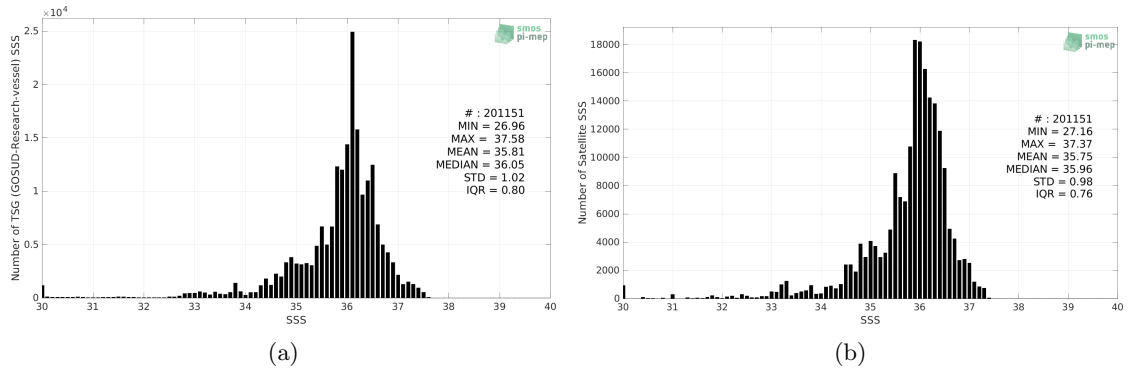 ×10⁴
2.5
2
1.5
1
0.5
0
30 31 32 33 34 35 36 37 38 39 40
SSS
Number of TSG (GOSUD-Research-vessel) SSS
smos
pi-mep
# : 201151
MIN = 26.96
MAX = 37.58
MEAN = 35.81
MEDIAN = 36.05
STD = 1.02
IQR = 0.80
(a)
18000
16000
14000
12000
10000
8000
6000
4000
2000
0
30 31 32 33 34 35 36 37 38 39 40
SSS
Number of Satellite SSS
smos
pi-mep
# : 201151
MIN = 27.16
MAX = 37.37
MEAN = 35.75
MEDIAN = 35.96
STD = 0.98
IQR = 0.76
(b)